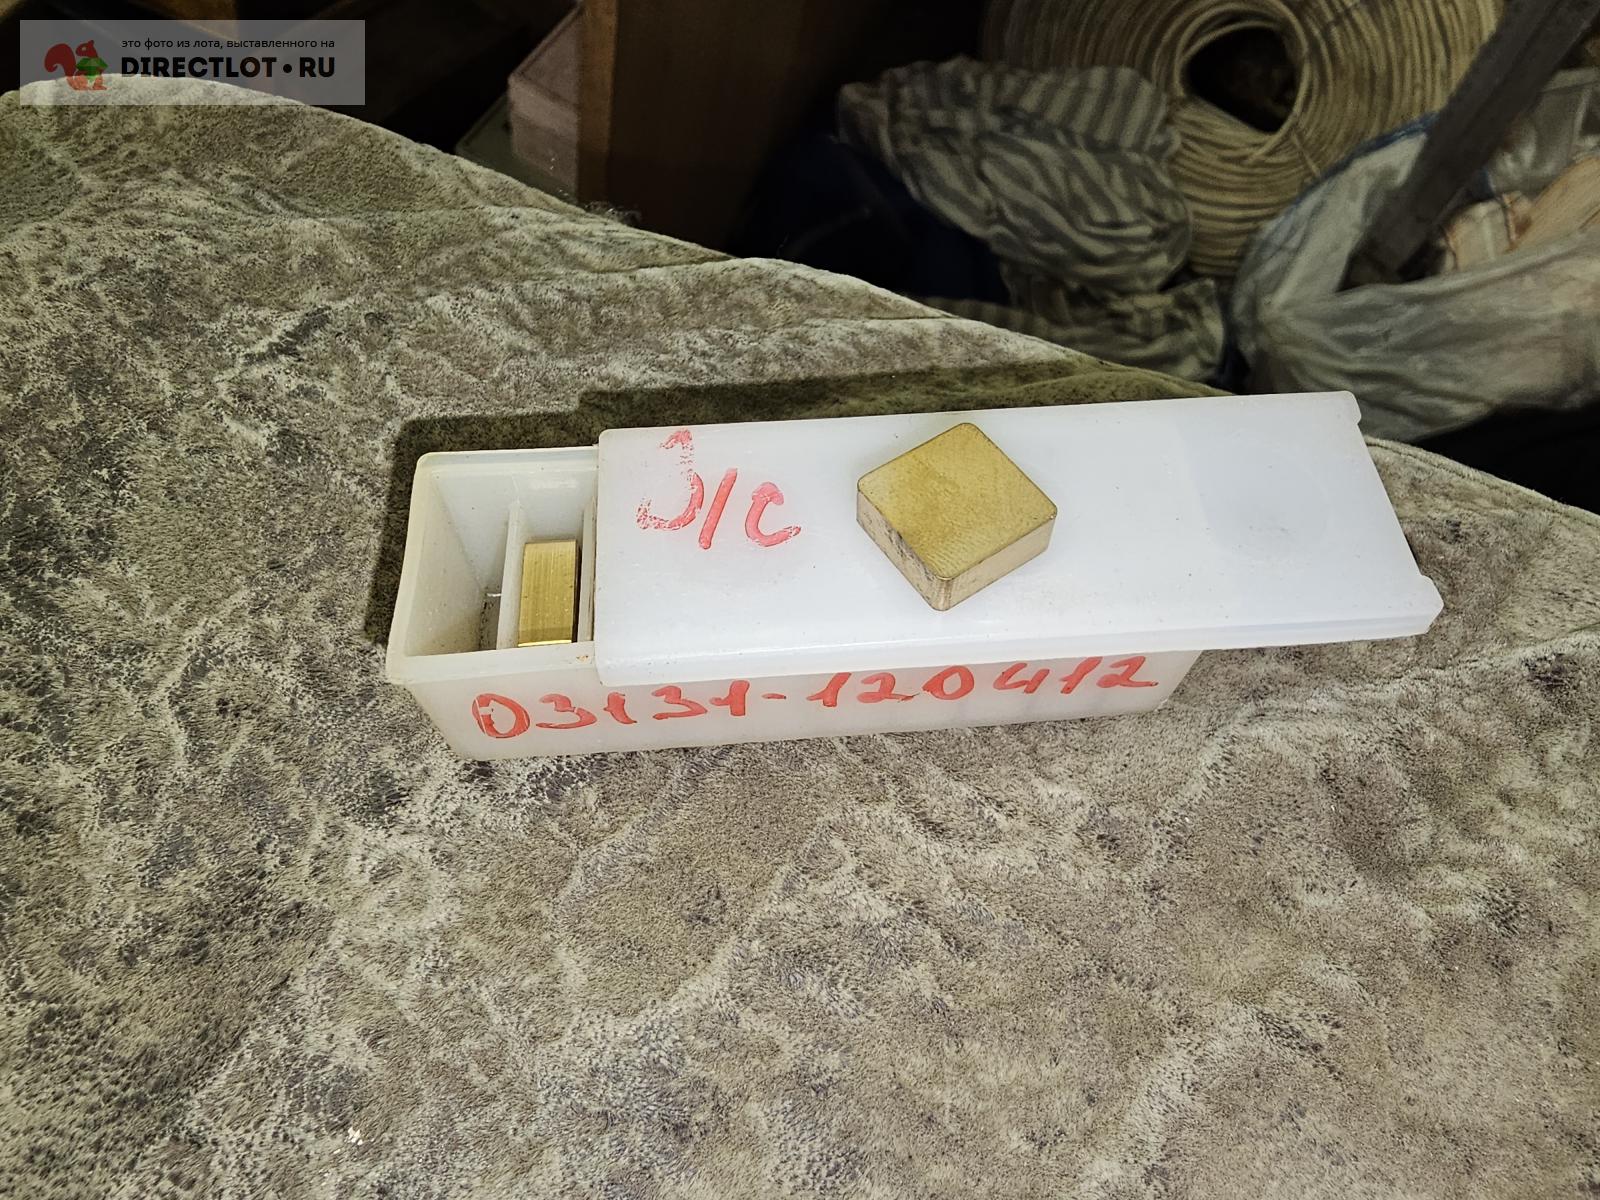 это фото из лота, выставленного на
DIRECTLOT•RU
/с
03131-120412